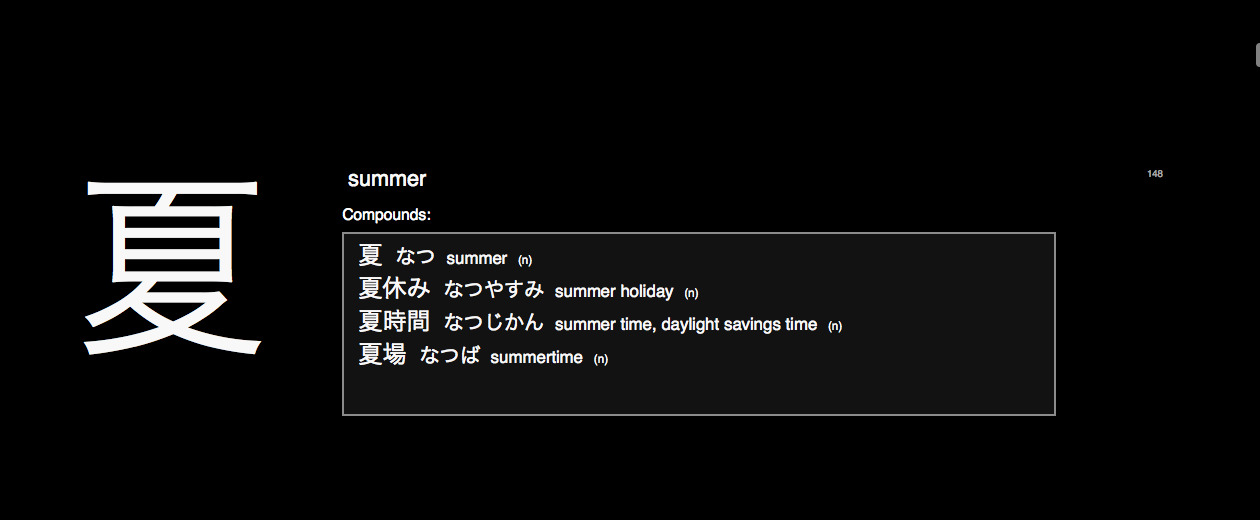 夏
summer
148
Compounds:
夏 なつ summer (n)
夏休み なつやすみ summer holiday (n)
夏時間 なつじかん summer time, daylight savings time (n)
夏場 なつば summertime (n)